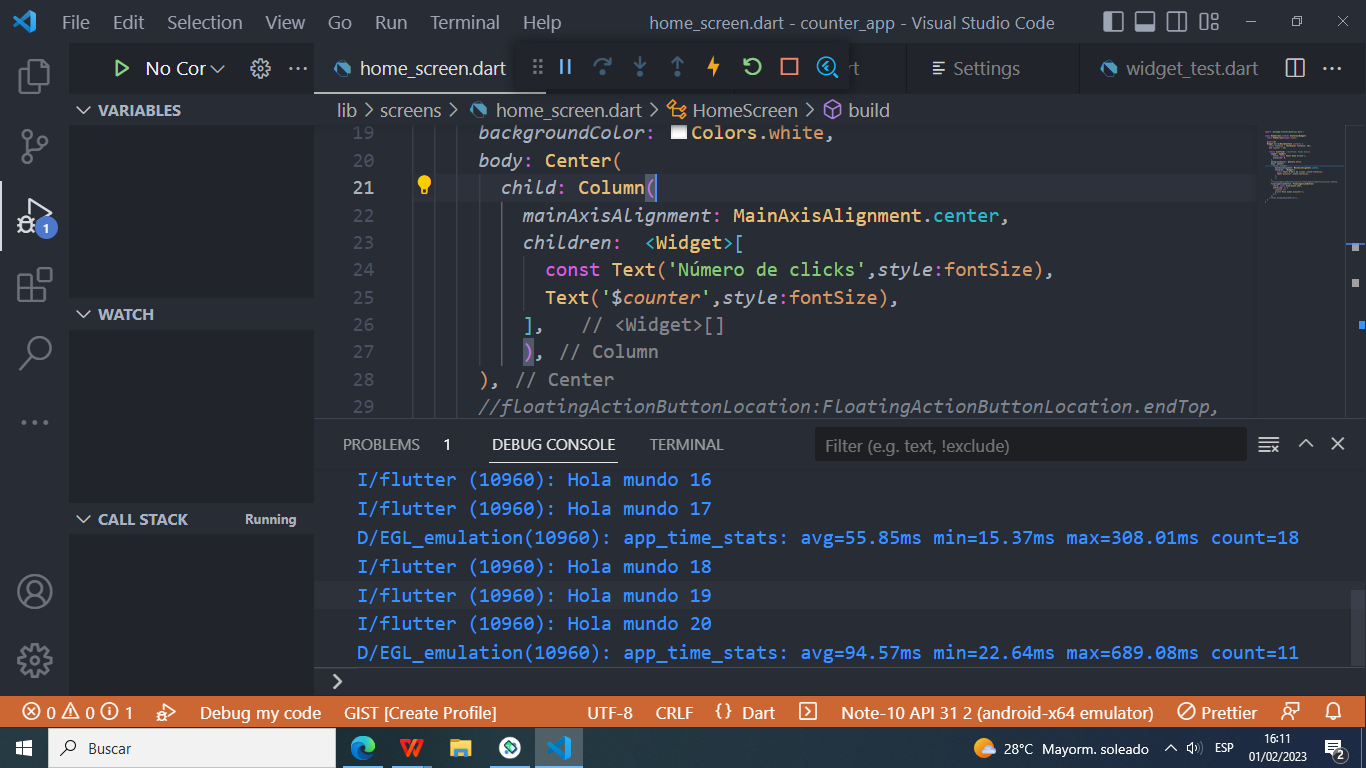 File Edit Selection View Go Run Terminal Help home_screen.dart - counter_app - Visual Studio Code
No Cor
home_screen.dart
rt
Settings
widget_test.dart
VARIABLES
lib > screens > home_screen.dart > HomeScreen > build
19 backgroundColor: Colors.white,
20 body: Center(
21 child: Column(
22 mainAxisAlignment: MainAxisAlignment.center,
23 children:  <Widget>[
24 const Text('Número de clicks',style:fontSize),
25 Text('$counter',style:fontSize),
26 ],   // <Widget>[]
27 ), // Column
28 ), // Center
29 //floatingActionButtonLocation:FloatingActionButtonLocation.endTop,
1
WATCH
CALL STACK Running
PROBLEMS 1 DEBUG CONSOLE TERMINAL Filter (e.g. text, !exclude)
I/flutter (10960): Hola mundo 16
I/flutter (10960): Hola mundo 17
D/EGL_emulation(10960): app_time_stats: avg=55.85ms min=15.37ms max=308.01ms count=18
I/flutter (10960): Hola mundo 18
I/flutter (10960): Hola mundo 19
I/flutter (10960): Hola mundo 20
D/EGL_emulation(10960): app_time_stats: avg=94.57ms min=22.64ms max=689.08ms count=11
0 0 1 Debug my code GIST [Create Profile] UTF-8 CRLF {} Dart Note-10 API 31 2 (android-x64 emulator) Prettier
Buscar 28°C Mayorm. soleado ESP 16:11
01/02/2023 2